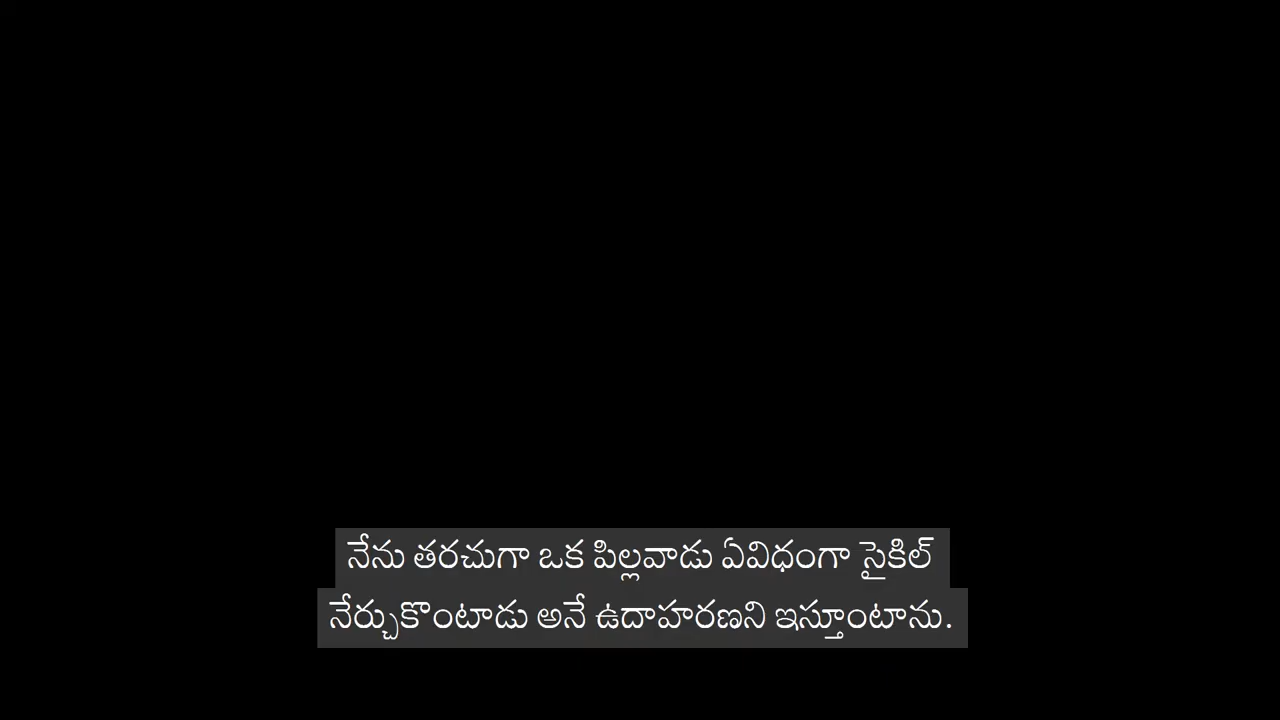 నేను తరచుగా ఒక పిల్లవాడు ఏవిధంగా సైకిల్
నేర్చుకొంటాడు అనే ఉదాహరణని ఇస్తూంటాను.